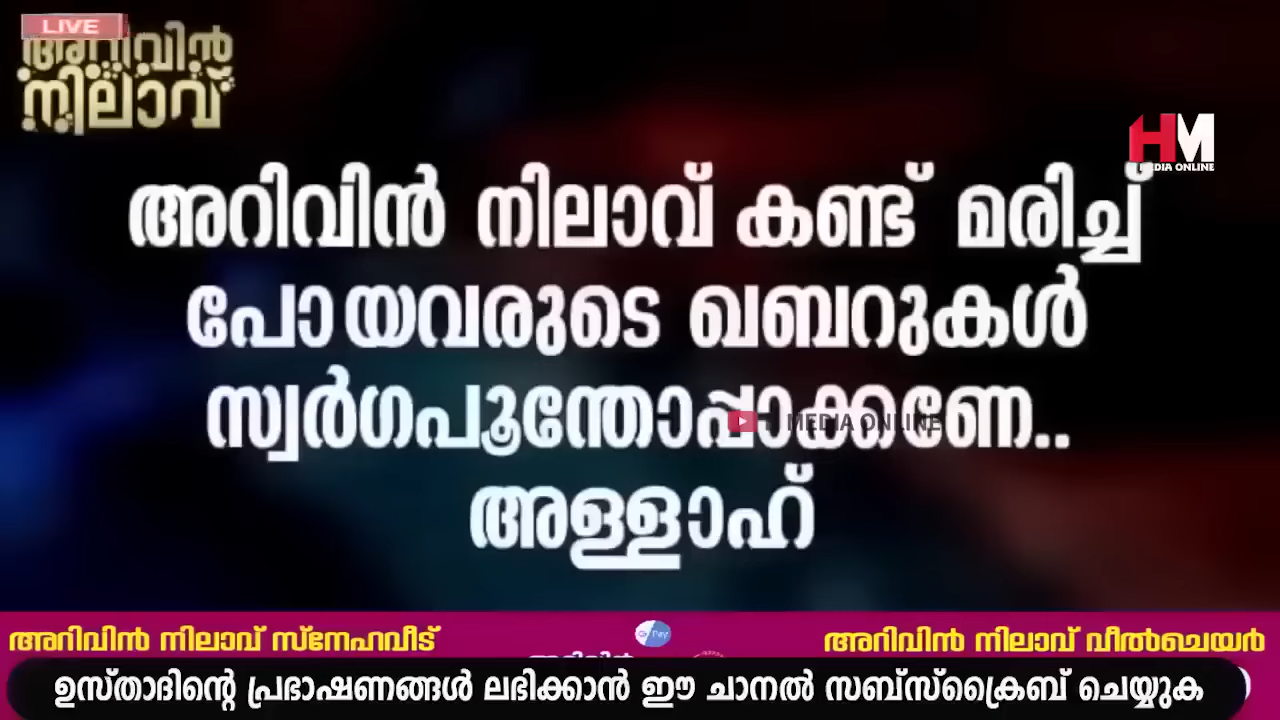 LIVE
അറിവിൻ
നിലാവ്
HM
MEDIA ONLINE
അറിവിൻ നിലാവ് കണ്ട് മരിച്ച്
പോയവരുടെ ഖബറുകൾ
സ്വർഗപൂന്തോപ്പാക്കണേ..
MEDIA ONLINE
അള്ളാഹ്
അറിവിൻ നിലാവ് സ്നേഹവീട്
G Pay
അറിവിൻ നിലാവ് വീൽചെയർ
ഉസ്താദിന്റെ പ്രഭാഷണങ്ങൾ ലഭിക്കാൻ ഈ ചാനൽ സബ്സ്ക്രൈബ് ചെയ്യുക